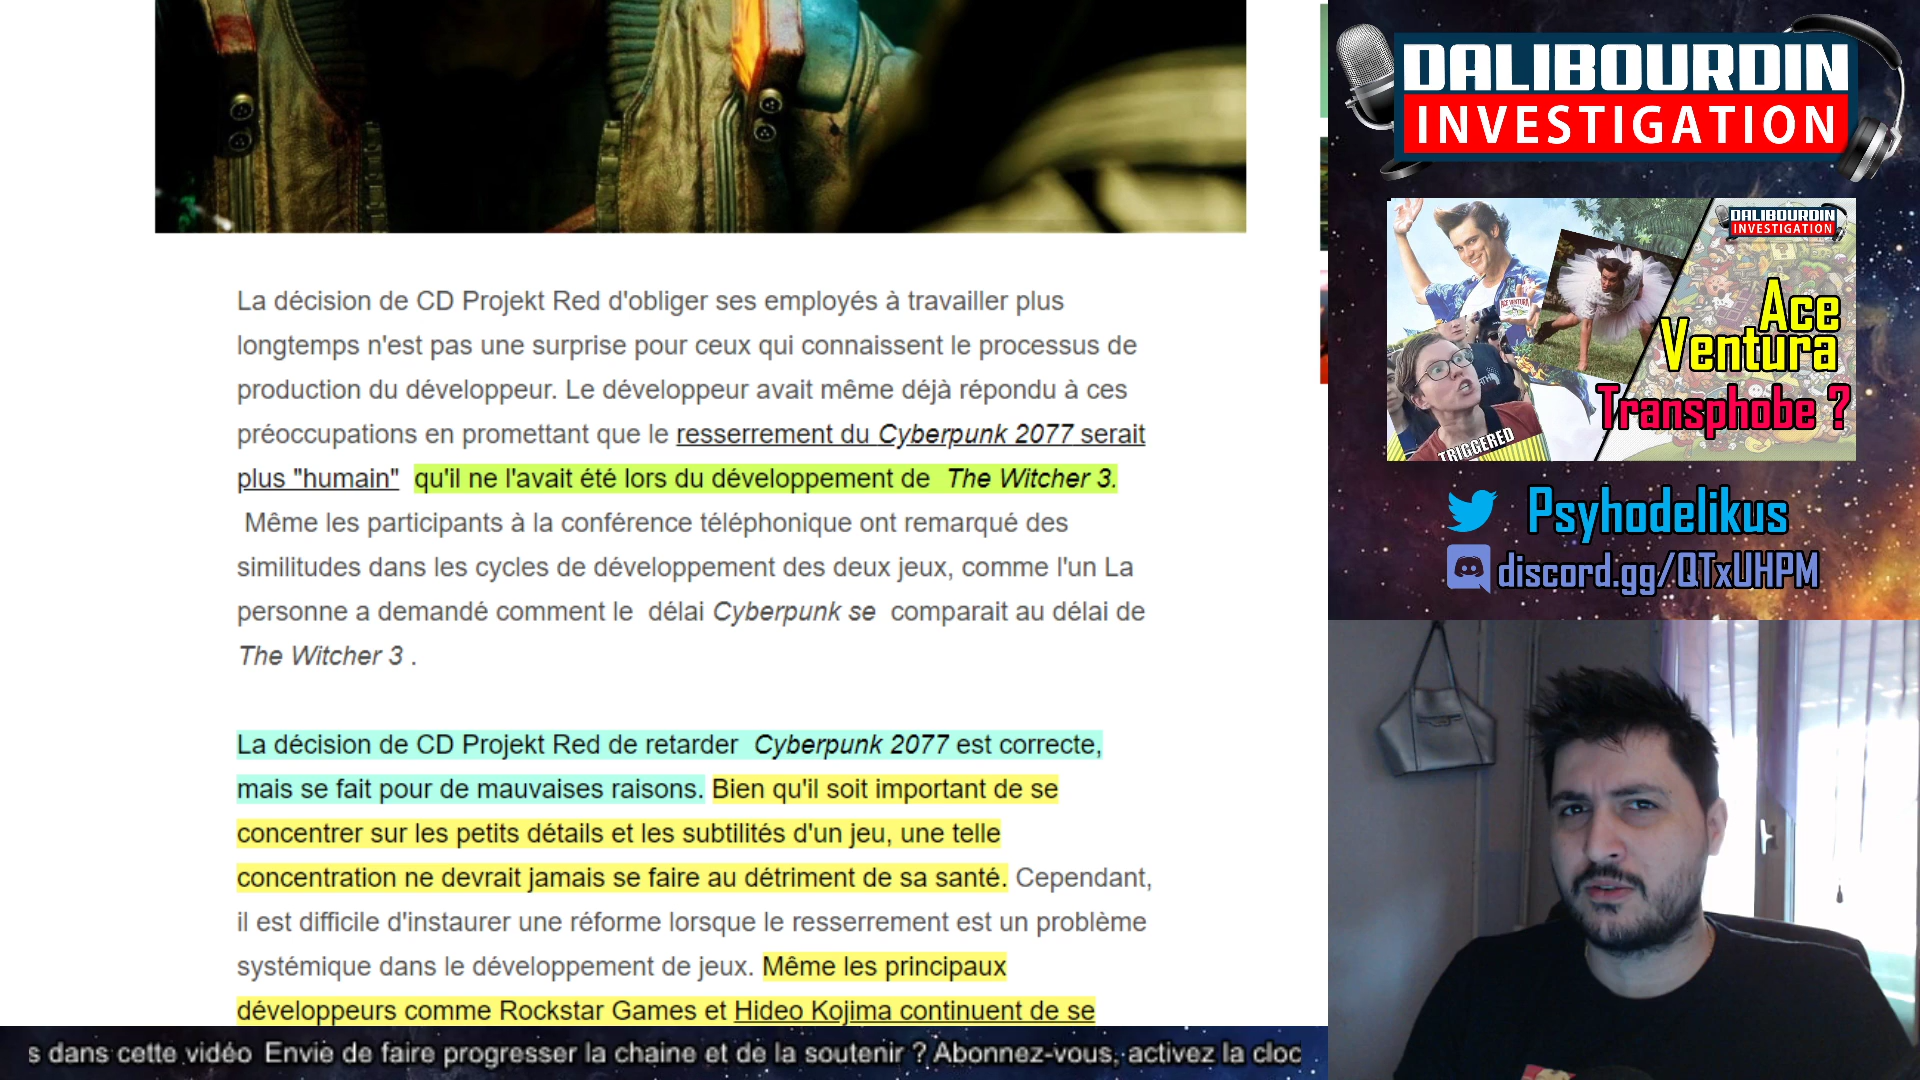 La décision de CD Projekt Red d'obliger ses employés à travailler plus
longtemps n'est pas une surprise pour ceux qui connaissent le processus de
production du développeur. Le développeur avait même déjà répondu à ces
préoccupations en promettant que le resserrement du Cyberpunk 2077 serait
plus "humain" qu'il ne l'avait été lors du développement de The Witcher 3.
Même les participants à la conférence téléphonique ont remarqué des
similitudes dans les cycles de développement des deux jeux, comme l'un La
personne a demandé comment le délai Cyberpunk se comparait au délai de
The Witcher 3 .
La décision de CD Projekt Red de retarder Cyberpunk 2077 est correcte,
mais se fait pour de mauvaises raisons. Bien qu'il soit important de se
concentrer sur les petits détails et les subtilités d'un jeu, une telle
concentration ne devrait jamais se faire au détriment de sa santé. Cependant,
il est difficile d'instaurer une réforme lorsque le resserrement est un problème
systémique dans le développement de jeux. Même les principaux
développeurs comme Rockstar Games et Hideo Kojima continuent de se
s dans cette vidéo Envie de faire progresser la chaine et de la soutenir ? Abonnez-vous, activez la cloc
DALIBOURDIN
INVESTIGATION
DALIBOURDIN
INVESTIGATION
Ace
Ventura
Transphobe ?
TRIGGERED
Psyhodelikus
discord.gg/QTxUHPM